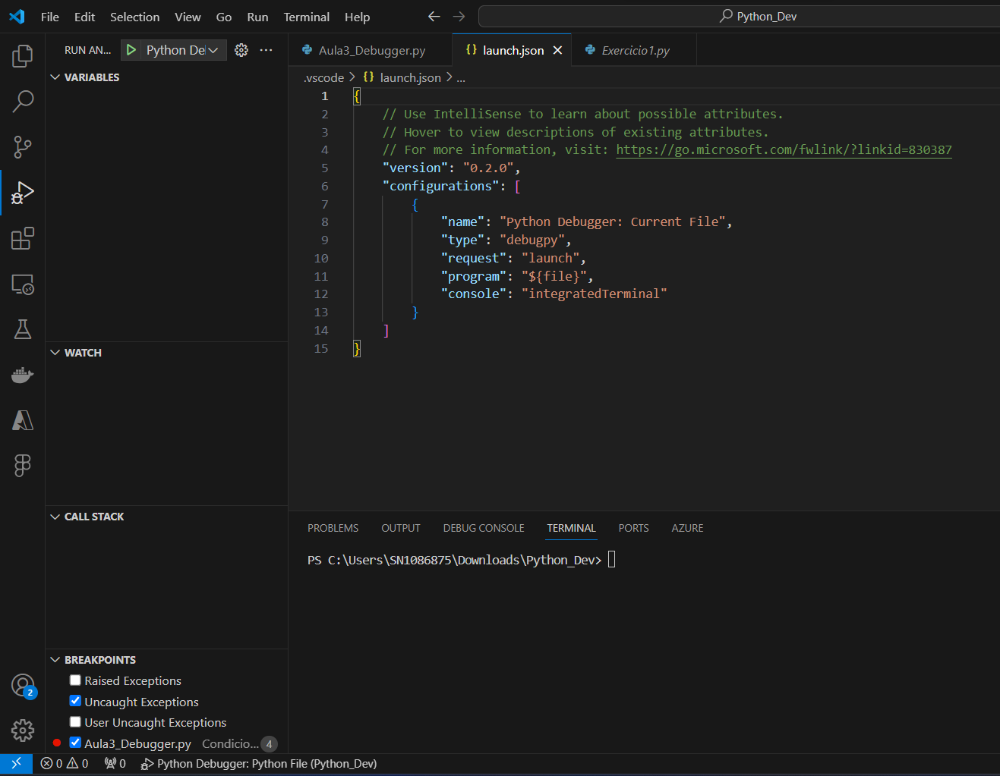 File Edit Selection View Go Run Terminal Help
Python_Dev
RUN AN... Python De
Aula3_Debugger.py
launch.json
Exercicio1.py
VARIABLES
.vscode > {} launch.json > ...
1 {
2 // Use IntelliSense to learn about possible attributes.
3 // Hover to view descriptions of existing attributes.
4 // For more information, visit: https://go.microsoft.com/fwlink/?linkid=830387
5 "version": "0.2.0",
6 "configurations": [
7 {
8 "name": "Python Debugger: Current File",
9 "type": "debugpy",
10 "request": "launch",
11 "program": "${file}",
12 "console": "integratedTerminal"
13 }
14 ]
15 }
WATCH
CALL STACK
PROBLEMS OUTPUT DEBUG CONSOLE TERMINAL PORTS AZURE
PS C:\Users\SN1086875\Downloads\Python_Dev>
BREAKPOINTS
Raised Exceptions
Uncaught Exceptions
User Uncaught Exceptions
Aula3_Debugger.py Condicio... 4
2
0 0 0 Python Debugger: Python File (Python_Dev)